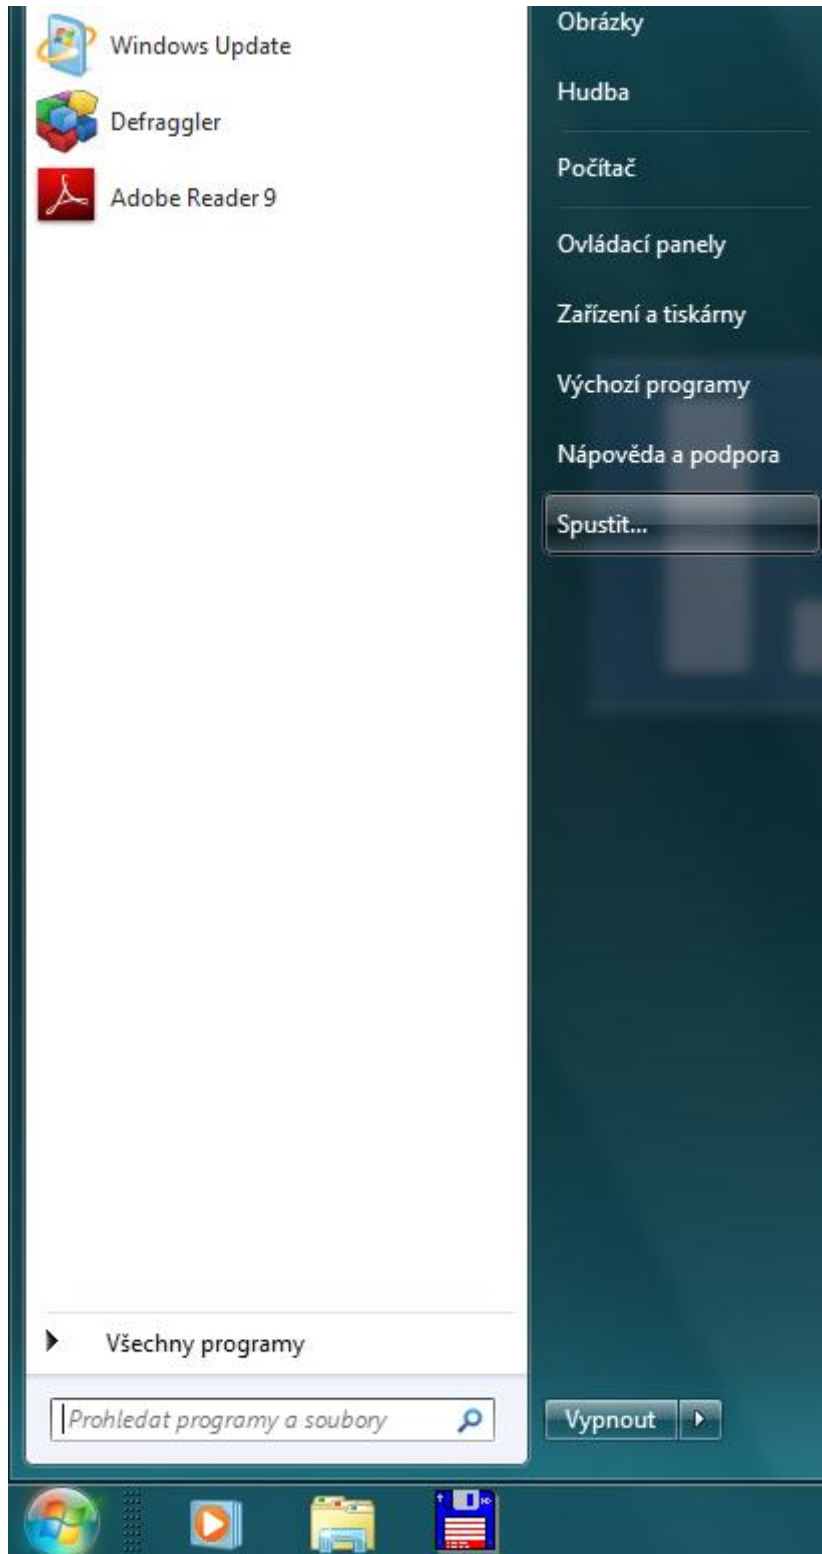 Windows Update
Defraggler
Adobe Reader 9
Všechny programy
Prohledat programy a soubory
Obrázky
Hudba
Počítač
Ovládací panely
Zařízení a tiskárny
Výchozí programy
Nápověda a podpora
Spustit...
Vypnout